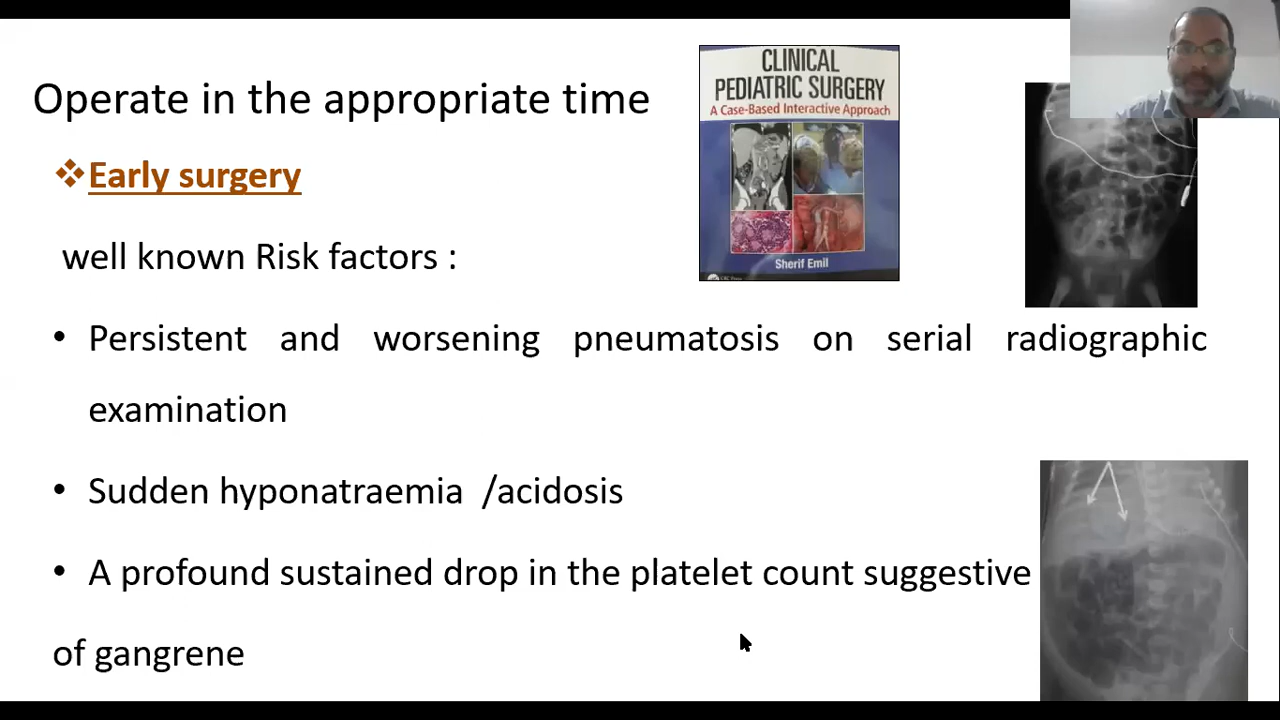 Operate in the appropriate time
❖Early surgery
well known Risk factors :
• Persistent and worsening pneumatosis on serial radiographic
examination
• Sudden hyponatraemia /acidosis
• A profound sustained drop in the platelet count suggestive
of gangrene
CLINICAL
PEDIATRIC SURGERY
A Case-Based Interactive Approach
Sherif Emil